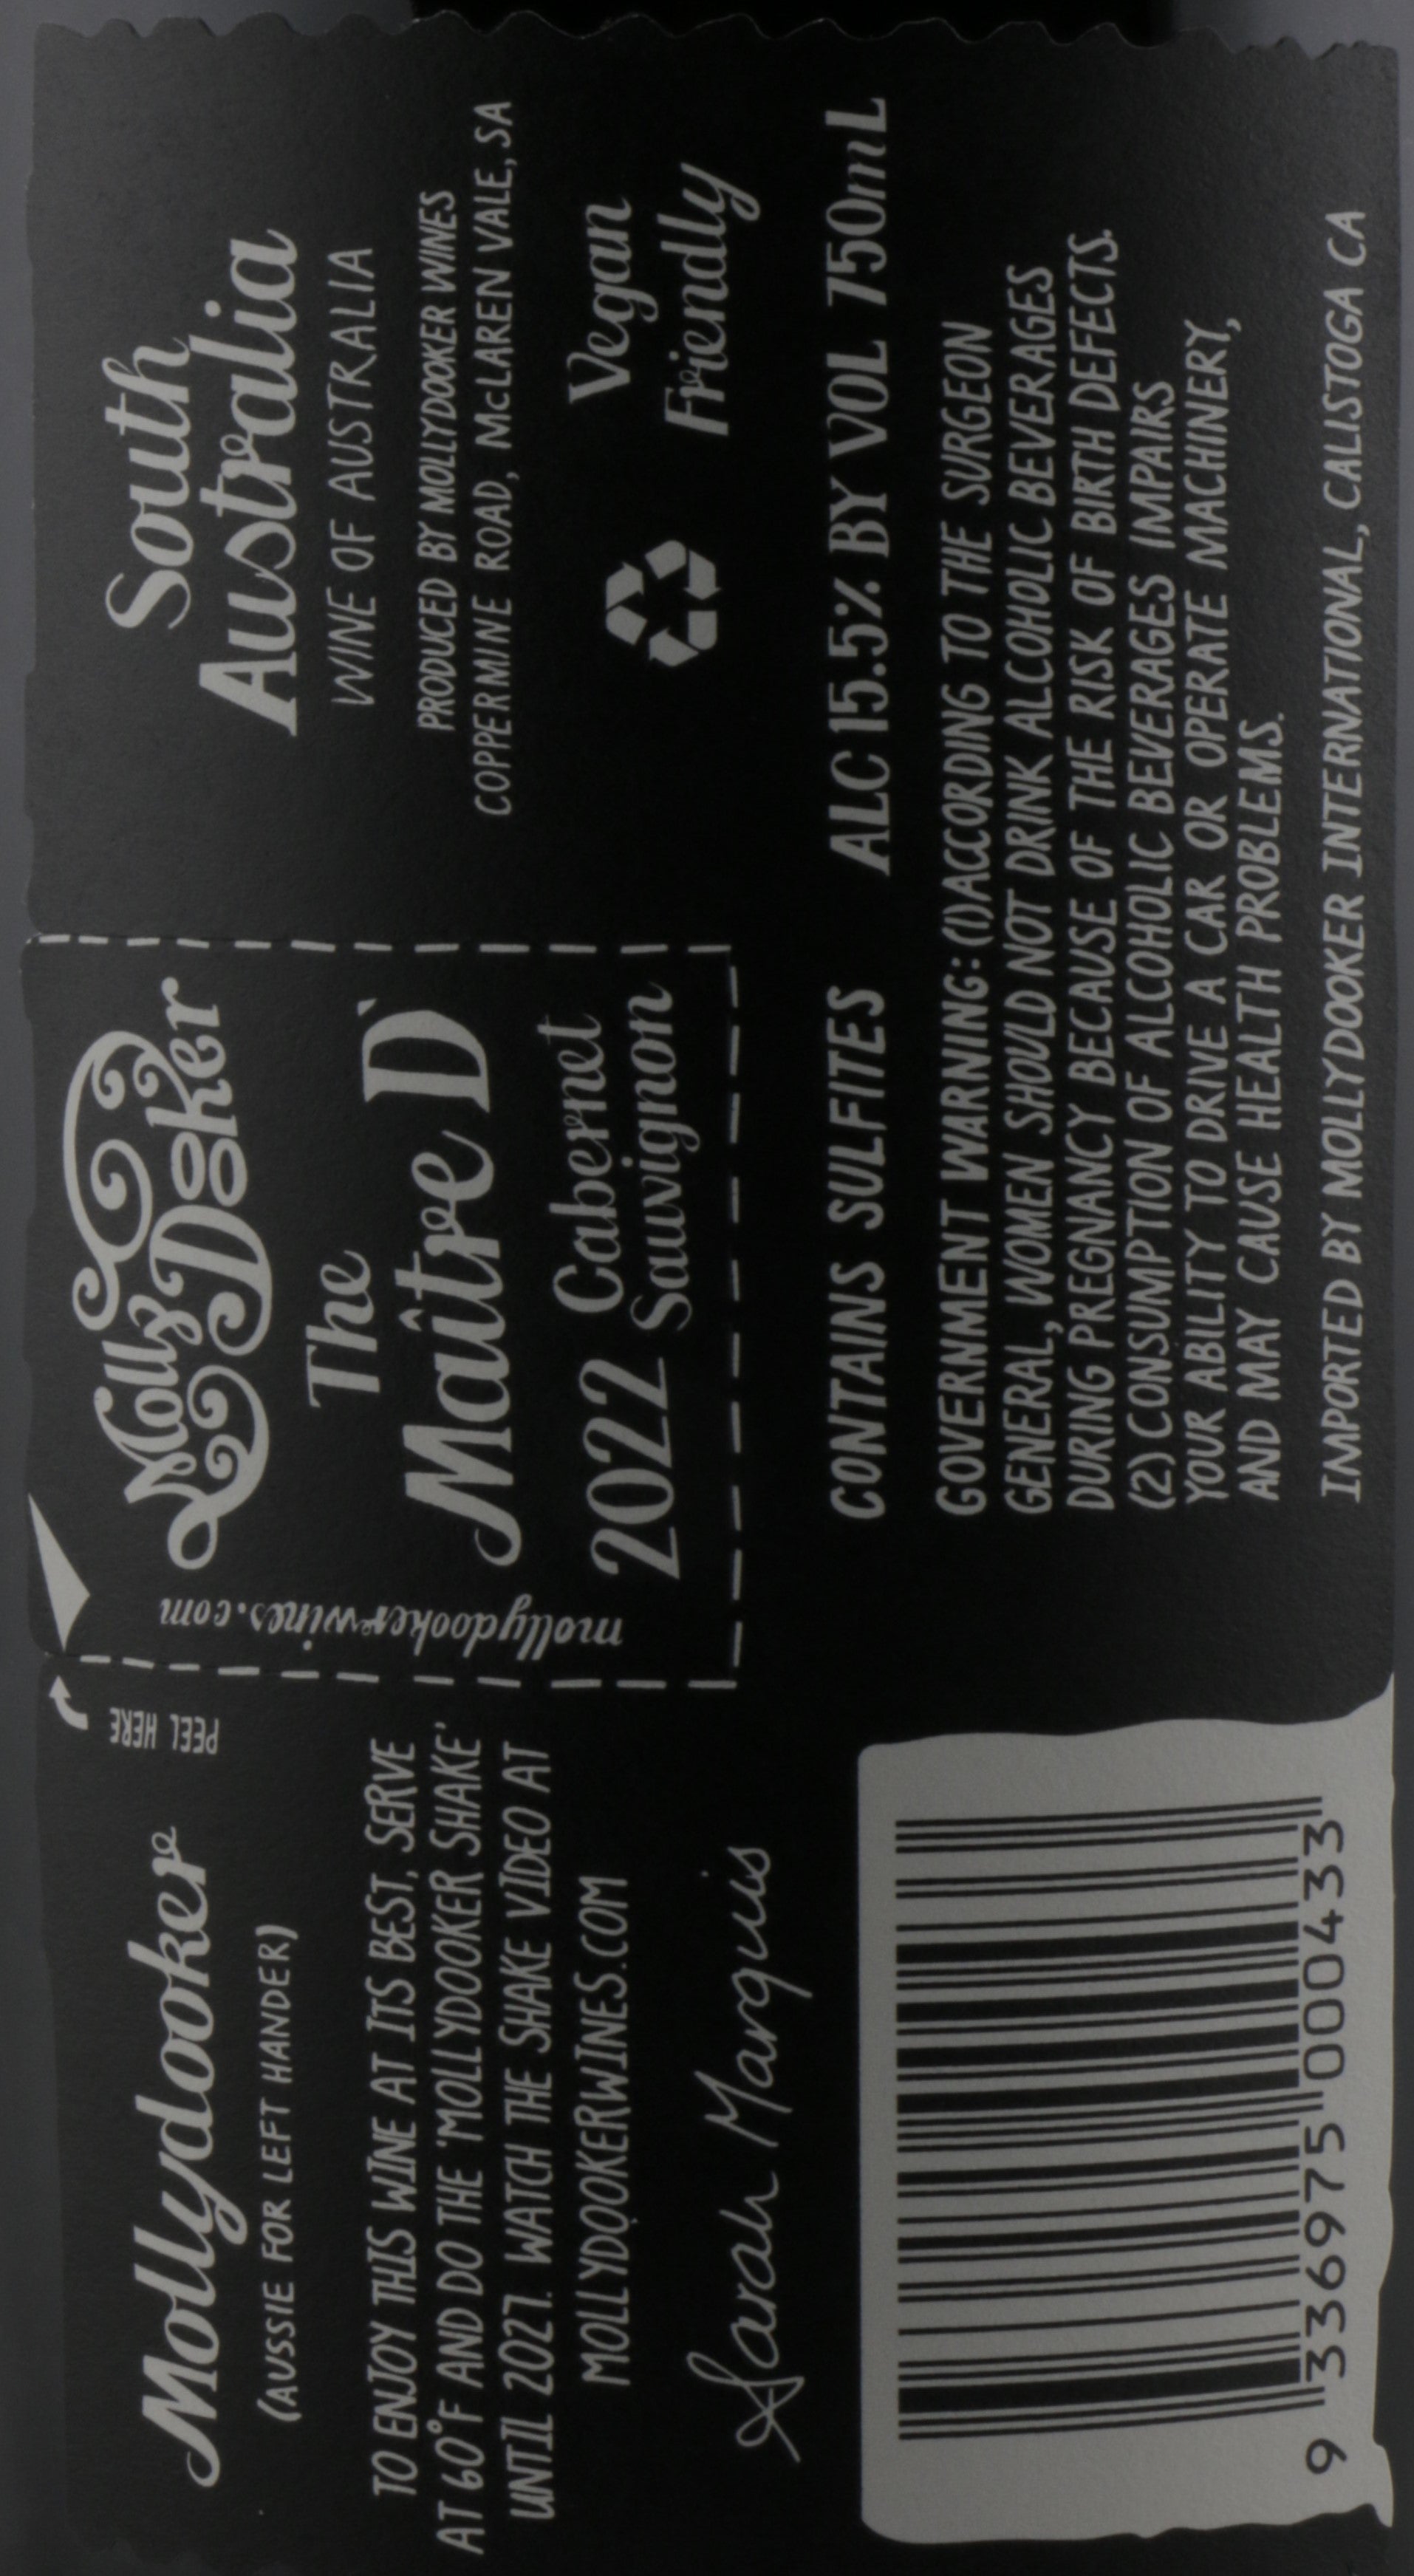 Mollydooker
(AUSSIE FOR LEFT HANDER)
TO ENJOY THIS WINE AT ITS BEST, SERVE
AT 60°F AND DO THE 'MOLLYDOOKER SHAKE'
UNTIL 2027. WATCH THE SHAKE VIDEO AT
MOLLYDOOKERWINES.COM
Sarah Marquis
9 336975 000433
PEEL HERE
mollydookerwines.com
Molly Dooker
The
Maître D'
2022 Cabernet
Sauvignon
South
Australia
WINE OF AUSTRALIA
PRODUCED BY MOLLYDOOKER WINES
COPPERMINE ROAD, McLAREN VALE, SA
Vegan
Friendly
CONTAINS SULFITES ALC 15.5% BY VOL 750mL
GOVERNMENT WARNING: (1) ACCORDING TO THE SURGEON
GENERAL, WOMEN SHOULD NOT DRINK ALCOHOLIC BEVERAGES
DURING PREGNANCY BECAUSE OF THE RISK OF BIRTH DEFECTS.
(2) CONSUMPTION OF ALCOHOLIC BEVERAGES IMPAIRS
YOUR ABILITY TO DRIVE A CAR OR OPERATE MACHINERY,
AND MAY CAUSE HEALTH PROBLEMS.
IMPORTED BY MOLLYDOOKER INTERNATIONAL, CALISTOGA CA